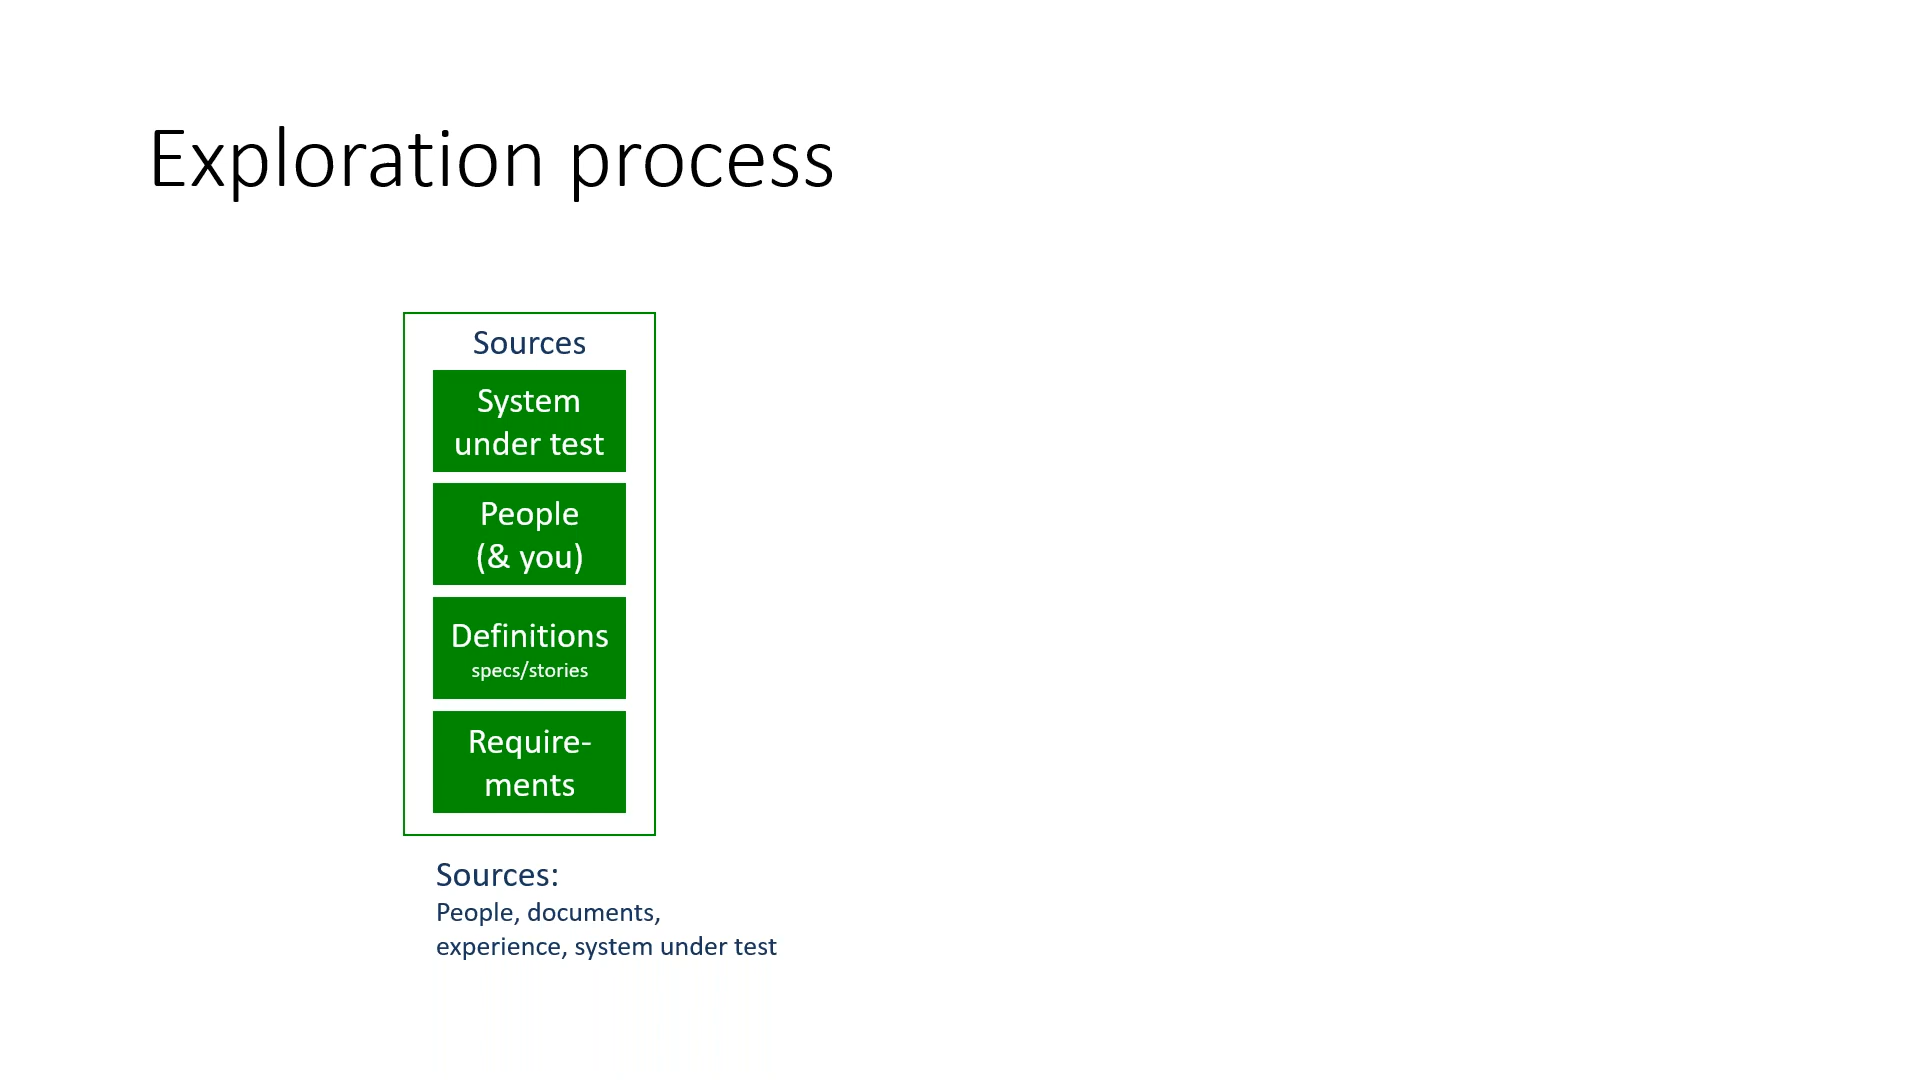 Exploration process
Sources
System
under test
People
(& you)
Definitions
specs/stories
Require-
ments
Sources:
People, documents,
experience, system under test